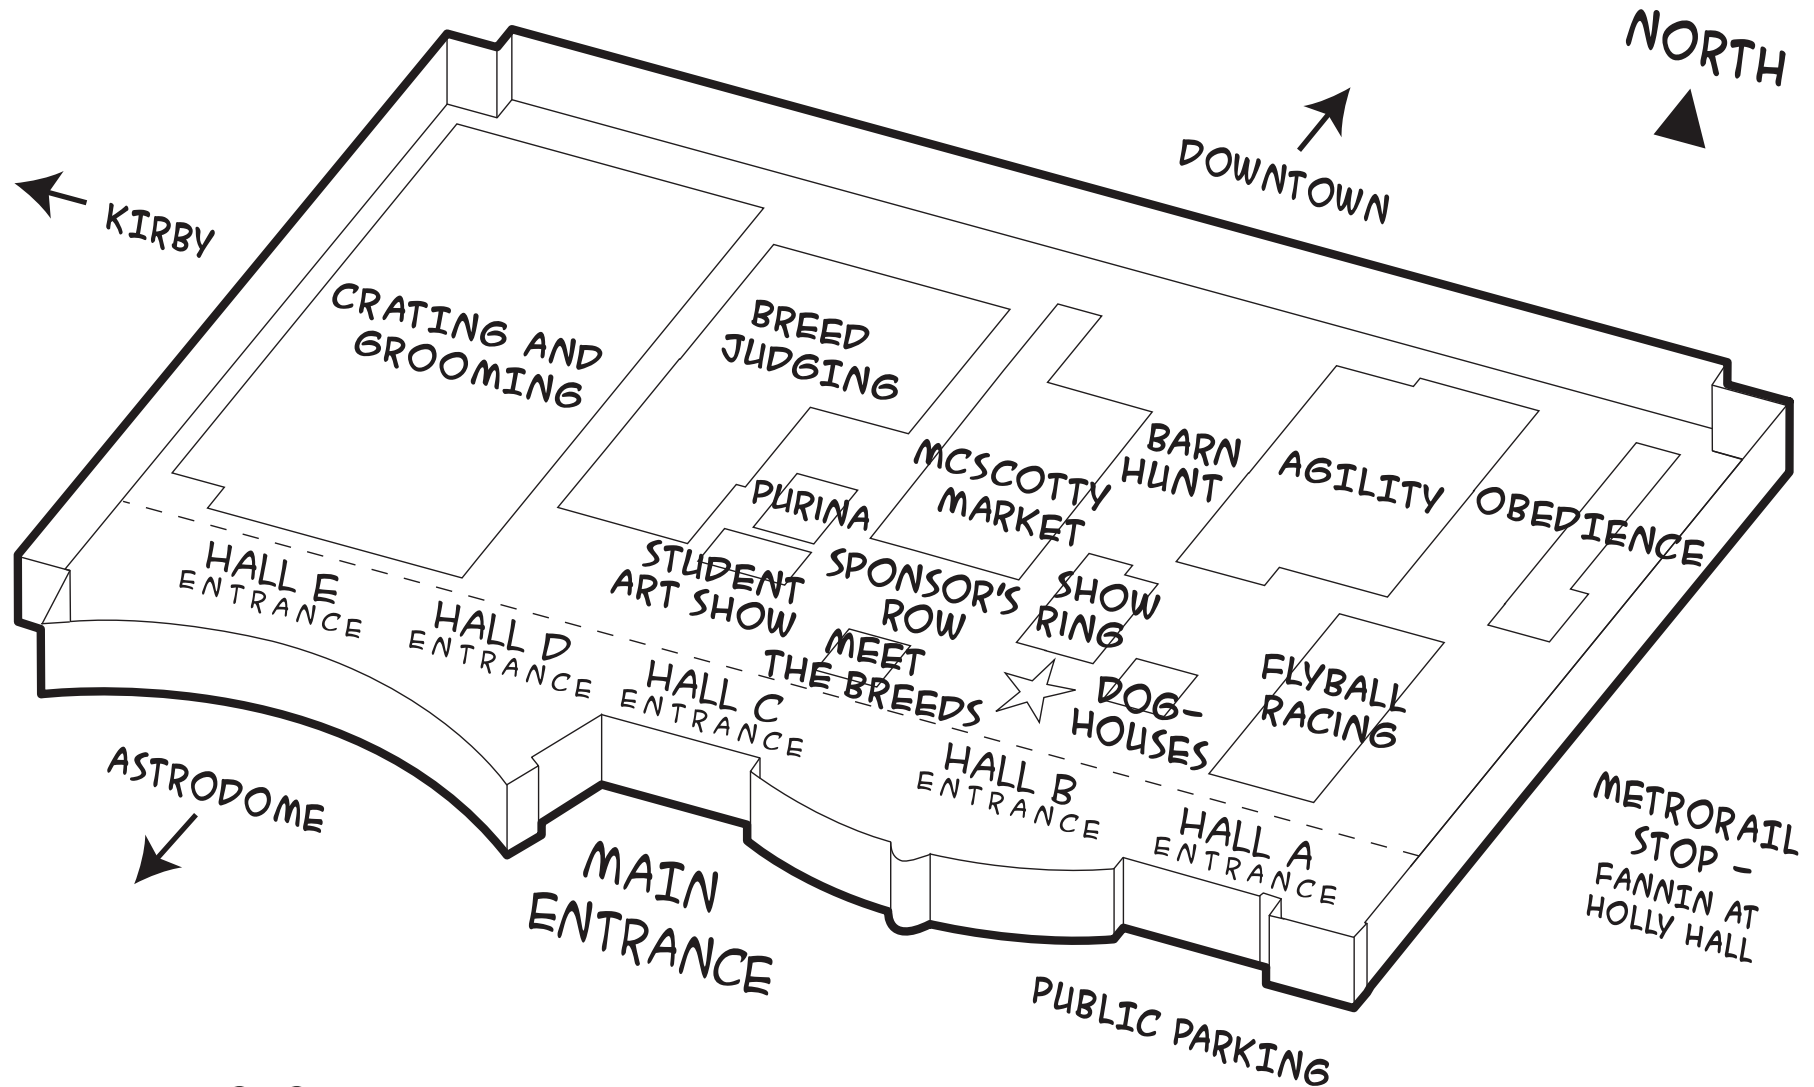 NORTH
DOWNTOWN
KIRBY
CRATING AND
GROOMING
BREED
JUDGING
MCSCOTTY
MARKET
BARN
HUNT
AGILITY
OBEDIENCE
PURINA
STUDENT
ART SHOW
SPONSOR'S
ROW
SHOW
RING
MEET
THE BREEDS
DOG-
HOUSES
FLYBALL
RACING
HALL E
ENTRANCE
HALL D
ENTRANCE
HALL C
ENTRANCE
HALL B
ENTRANCE
HALL A
ENTRANCE
ASTRODOME
MAIN
ENTRANCE
METRORAIL
STOP -
FANNIN AT
HOLLY HALL
PUBLIC PARKING